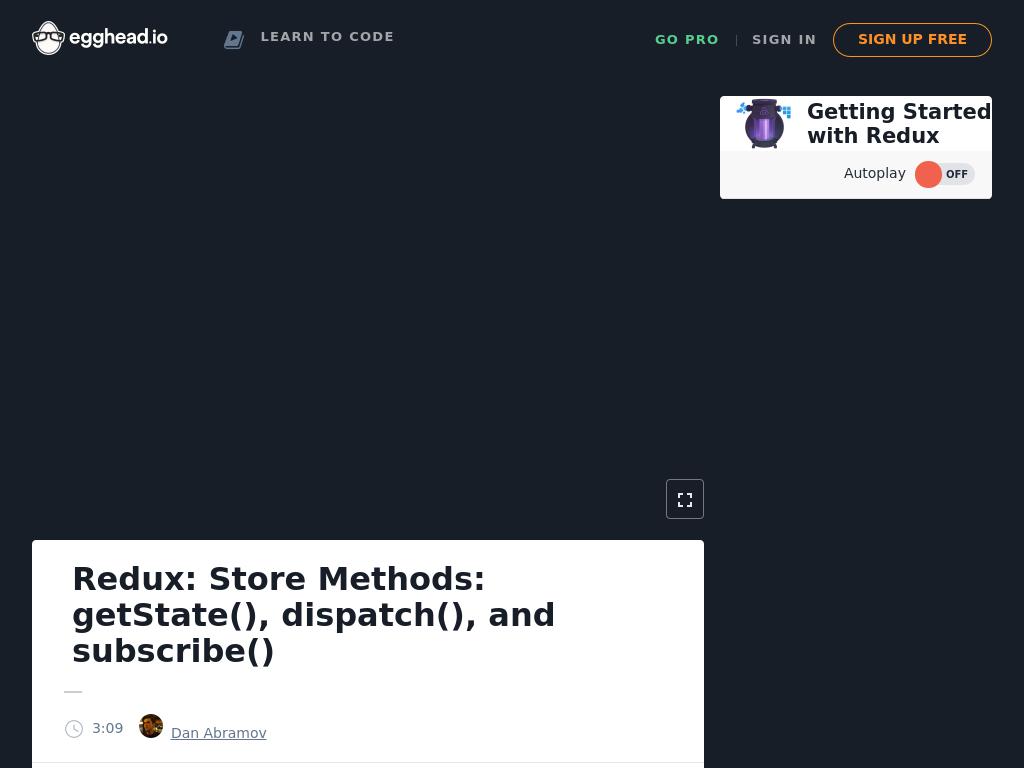 egghead.io
LEARN TO CODE
GO PRO
SIGN IN
SIGN UP FREE
Getting Started
with Redux
Autoplay
OFF
Redux: Store Methods:
getState(), dispatch(), and
subscribe()
3:09
Dan Abramov